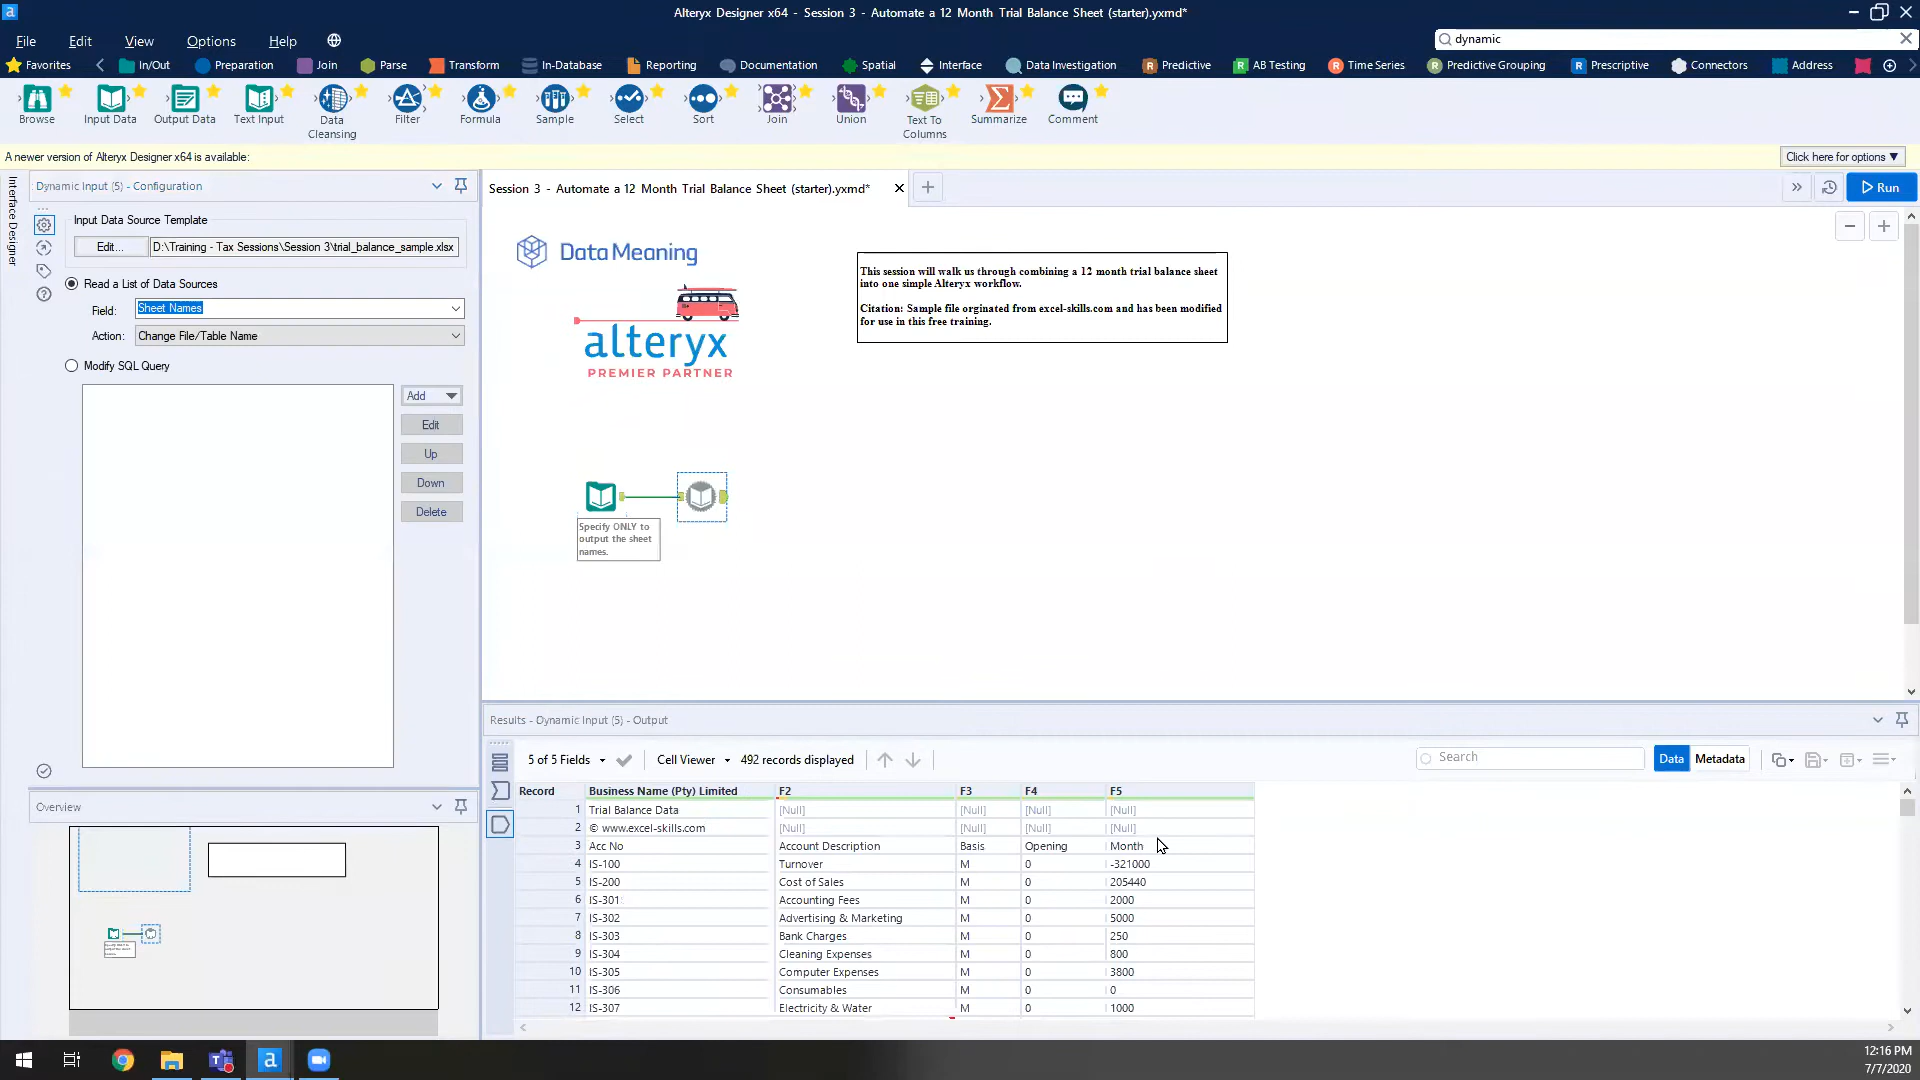 Alteryx Designer x64 - Session 3 - Automate a 12 Month Trial Balance Sheet (starter).yxmd*
File Edit View Options Help
dynamic
Favorites In/Out Preparation Join Parse Transform In-Database Reporting Documentation Spatial Interface Data Investigation Predictive AB Testing Time Series Predictive Grouping Prescriptive Connectors Address
Browse Input Data Output Data Text Input Data Cleansing Filter Formula Sample Select Sort Join Union Text To Columns Summarize Comment
A newer version of Alteryx Designer x64 is available:
Click here for options ▼
Interface Designer
Dynamic Input (5) - Configuration
Input Data Source Template
Edit... D:\Training - Tax Sessions\Session 3\trial_balance_sample.xlsx
Read a List of Data Sources
Field: Sheet Names
Action: Change File/Table Name
Modify SQL Query
Add
Edit
Up
Down
Delete
Overview
Session 3 - Automate a 12 Month Trial Balance Sheet (starter).yxmd*
Run
Data Meaning
alteryx
PREMIER PARTNER
This session will walk us through combining a 12 month trial balance sheet
into one simple Alteryx workflow.
Citation: Sample file orginated from excel-skills.com and has been modified
for use in this free training.
Specify ONLY to
output the sheet
names.
Results - Dynamic Input (5) - Output
5 of 5 Fields Cell Viewer 492 records displayed
Search
Data Metadata
Record Business Name (Pty) Limited F2 F3 F4 F5
1 Trial Balance Data [Null] [Null] [Null] [Null]
2 © www.excel-skills.com [Null] [Null] [Null] [Null]
3 Acc No Account Description Basis Opening Month
4 IS-100 Turnover M 0 -321000
5 IS-200 Cost of Sales M 0 205440
6 IS-301 Accounting Fees M 0 2000
7 IS-302 Advertising & Marketing M 0 5000
8 IS-303 Bank Charges M 0 250
9 IS-304 Cleaning Expenses M 0 800
10 IS-305 Computer Expenses M 0 3800
11 IS-306 Consumables M 0 0
12 IS-307 Electricity & Water M 0 1000
12:16 PM
7/7/2020